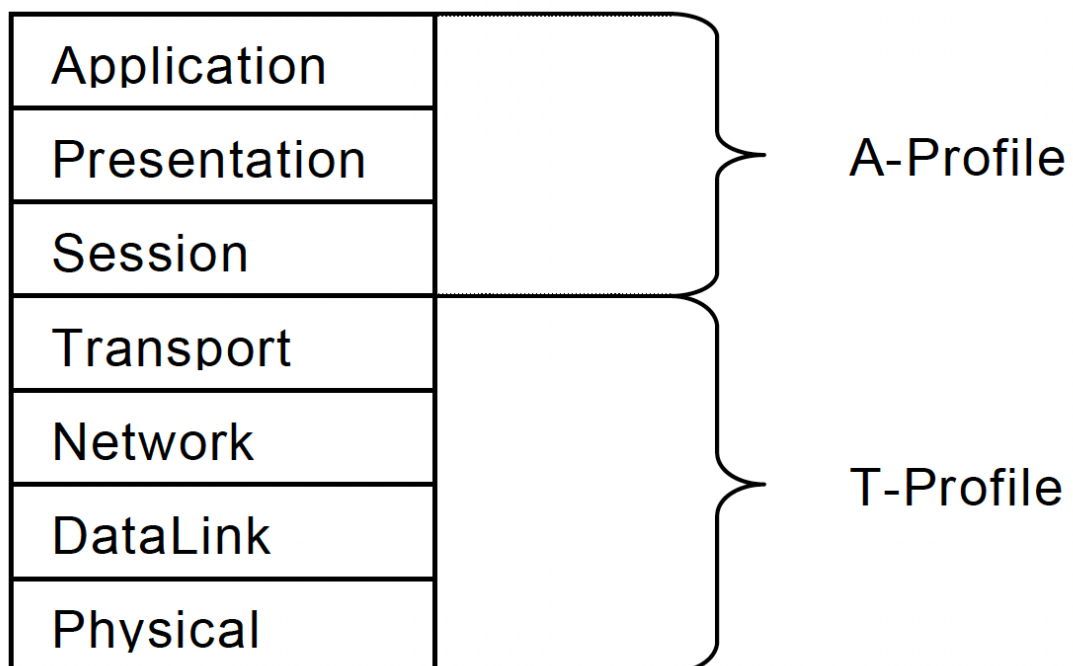 Application
Presentation
Session
Transport
Network
DataLink
Physical
A-Profile
T-Profile